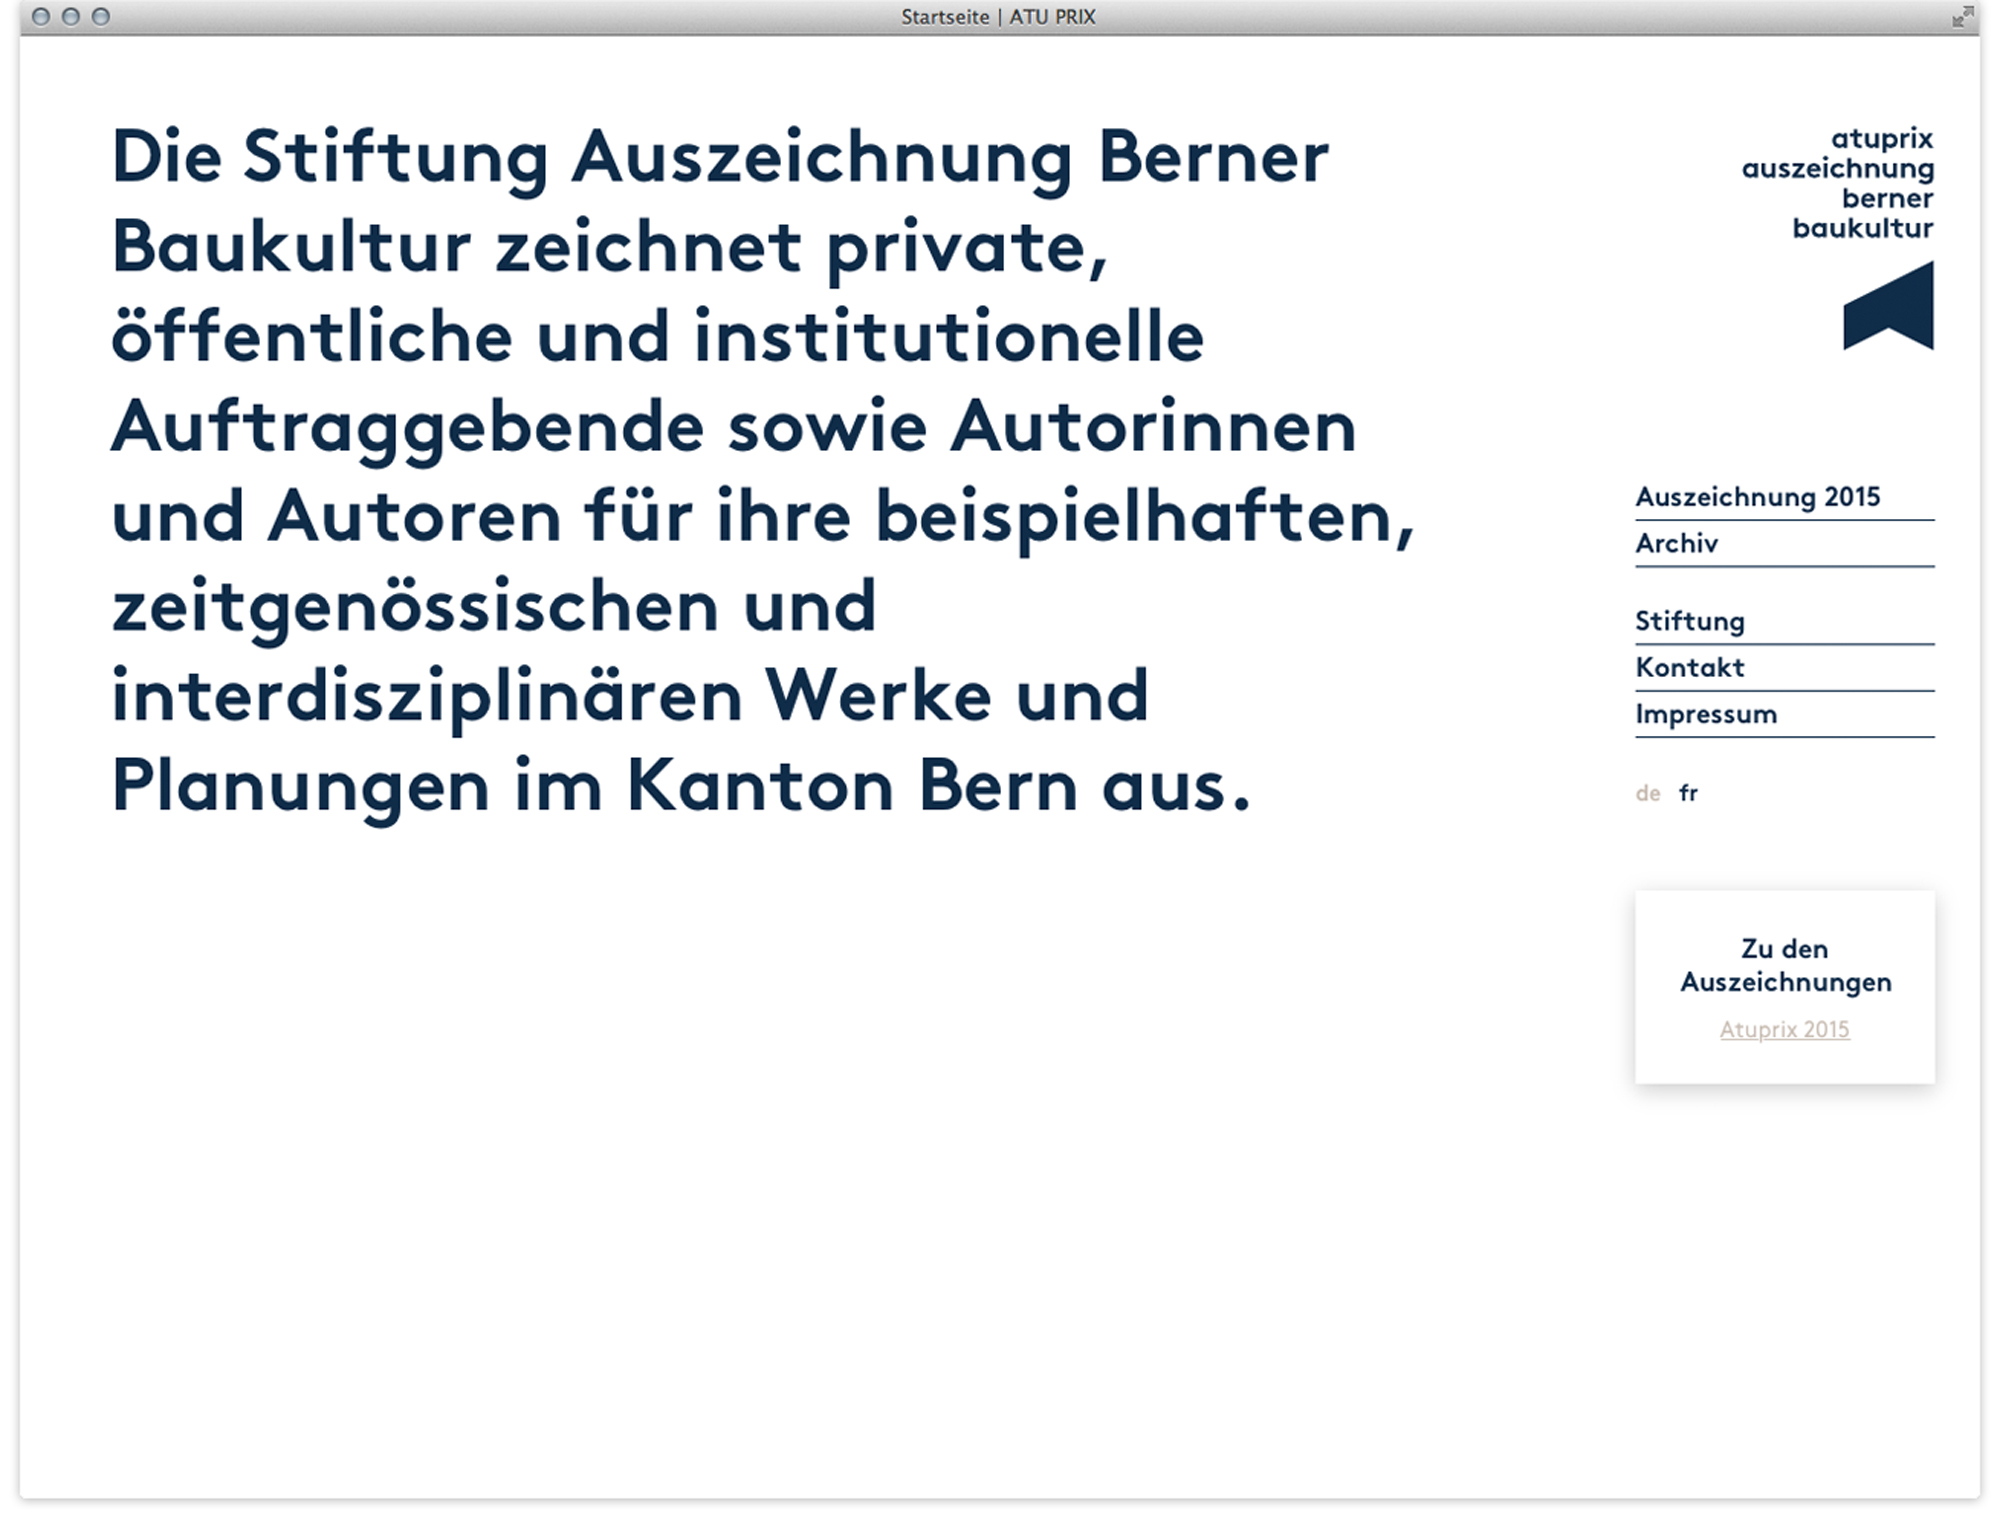 Startseite | ATU PRIX
Die Stiftung Auszeichnung Berner
Baukultur zeichnet private,
öffentliche und institutionelle
Auftraggebende sowie Autorinnen
und Autoren für ihre beispielhaften,
zeitgenössischen und
interdisziplinären Werke und
Planungen im Kanton Bern aus.
atuprix
auszeichnung
berner
baukultur
Auszeichnung 2015
Archiv
Stiftung
Kontakt
Impressum
de fr
Zu den
Auszeichnungen
Atuprix 2015